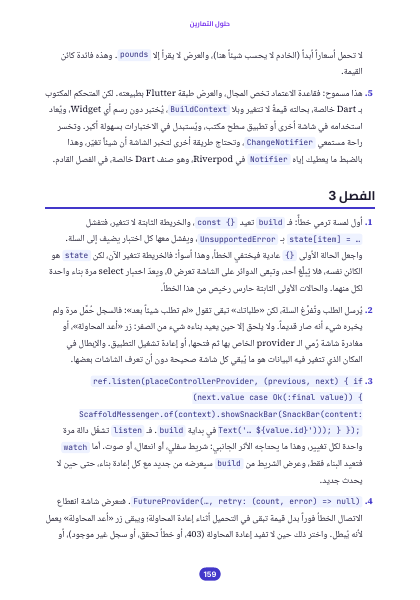 حلول التمارين
لا تحمل أسعاراً أبداً (الخادم لا يحسب شيئاً هنا)، والعرض لا يقرأ إلا pounds . وهذه فائدة كائن
القيمة.
5. هذا مسموح: فقاعدة الاعتماد تخص المجال، والعرض طبقة Flutter بطبيعته. لكن المتحكم المكتوب
بـ Dart خالصة، بحالته قيمةً لا تتغير وبلا BuildContext ، يُختبر دون رسم أي Widget، ويُعاد
استخدامه في شاشة أخرى أو تطبيق سطح مكتب، ويُستبدل في الاختبارات بسهولة أكبر. وتخسر
راحة مستمعي ChangeNotifier ، وتحتاج طريقة أخرى لتخبر الشاشة أن شيئاً تغيّر، وهذا
بالضبط ما يعطيك إياه Notifier في Riverpod، وهو صنف Dart خالصة، في الفصل القادم.
الفصل 3
1. أول لمسة ترمي خطأً: فـ build تعيد const {} ، والخريطة الثابتة لا تتغير، فتفشل
state[item] = … بـ UnsupportedError ، ويفشل معها كل اختبار يضيف إلى السلة.
واجعل الحالة الأولى {} عادية فيختفي الخطأ، وهذا أسوأ: فالخريطة تتغير الآن، لكن state هو
الكائن نفسه، فلا يُبلَّغ أحد، وتبقى الدوائر على الشاشة تعرض 0. ويعدّ اختبار select مرة بناء واحدة
لكل منهما. والحالات الأولى الثابتة حارس رخيص من هذا الخطأ.
2. يُرسل الطلب وتُفرَّغ السلة، لكن «طلباتك» تبقى تقول «لم تطلب شيئاً بعد»: فالسجل حُمّل مرة ولم
يخبره شيء أنه صار قديماً. ولا يلحق إلا حين يعيد بناءه شيء من الصفر: زر «أعد المحاولة»، أو
مغادرة شاشة رُمي الـ provider الخاص بها ثم فتحها، أو إعادة تشغيل التطبيق. والإبطال في
المكان الذي تتغير فيه البيانات هو ما يُبقي كل شاشة صحيحة دون أن تعرف الشاشات بعضها.
3. ref.listen(placeControllerProvider, (previous, next) { if
(next.value case Ok(:final value)) {
ScaffoldMessenger.of(context).showSnackBar(SnackBar(content:
Text('… ${value.id}'))); } }); في بداية build . فـ listen تشغّل دالة مرة
واحدة لكل تغيير، وهذا ما يحتاجه الأثر الجانبي: شريط سفلي، أو انتقال، أو صوت. أما watch
فتعيد البناء فقط، وعرض الشريط من build سيعرضه من جديد مع كل إعادة بناء، حتى حين لا
يحدث جديد.
4. FutureProvider(…, retry: (count, error) => null) . فتعرض شاشة انقطاع
الاتصال الخطأ فوراً بدل قيمة تبقى في التحميل أثناء إعادة المحاولة؛ ويبقى زر «أعد المحاولة» يعمل
لأنه يُبطل. واختر ذلك حين لا تفيد إعادة المحاولة (403، أو خطأ تحقق، أو سجل غير موجود)، أو
159